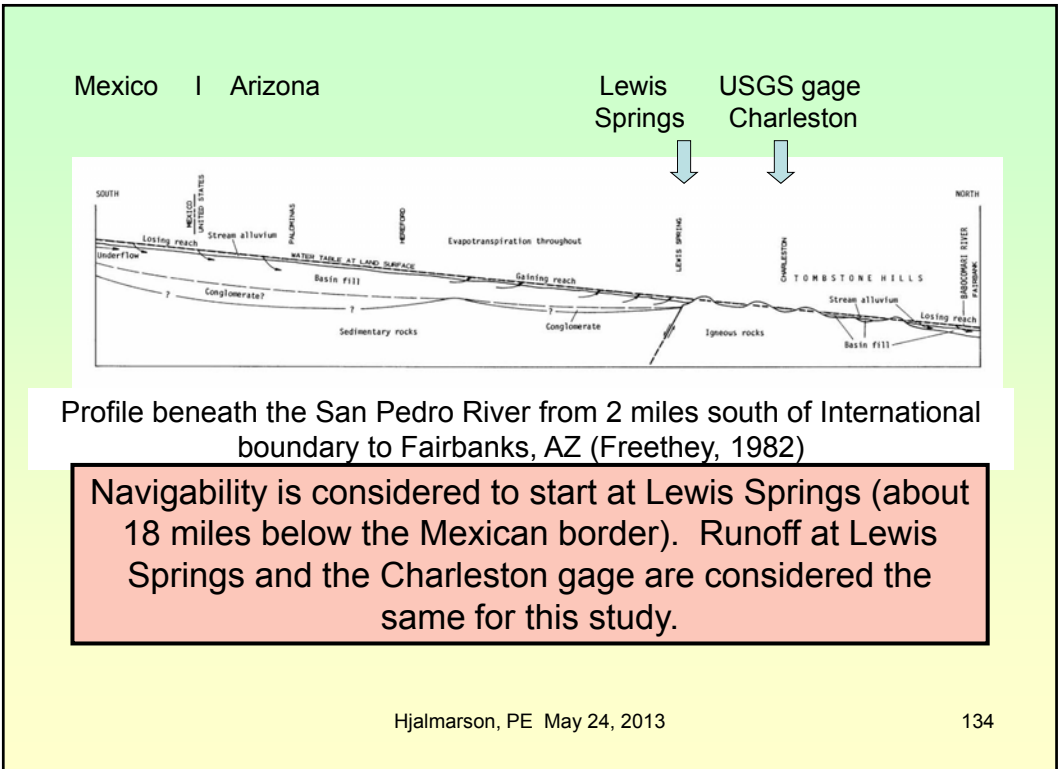 Mexico I Arizona
Lewis Springs
USGS gage Charleston
SOUTH
NORTH
MEXICO
UNITED STATES
PALOMINAS
HEREFORD
LEWIS SPRING
CHARLESTON
BABOCOMARI RIVER
FAIRBANK
Losing reach
Stream alluvium
Underflow
WATER TABLE AT LAND SURFACE
Evapotranspiration throughout
Basin fill
Gaining reach
Conglomerate?
?
?
?
Conglomerate
Sedimentary rocks
Igneous rocks
TOMBSTONE HILLS
Stream alluvium
Losing reach
Basin fill
Profile beneath the San Pedro River from 2 miles south of International
boundary to Fairbanks, AZ (Freethey, 1982)
Navigability is considered to start at Lewis Springs (about
18 miles below the Mexican border). Runoff at Lewis
Springs and the Charleston gage are considered the
same for this study.
Hjalmarson, PE May 24, 2013
134